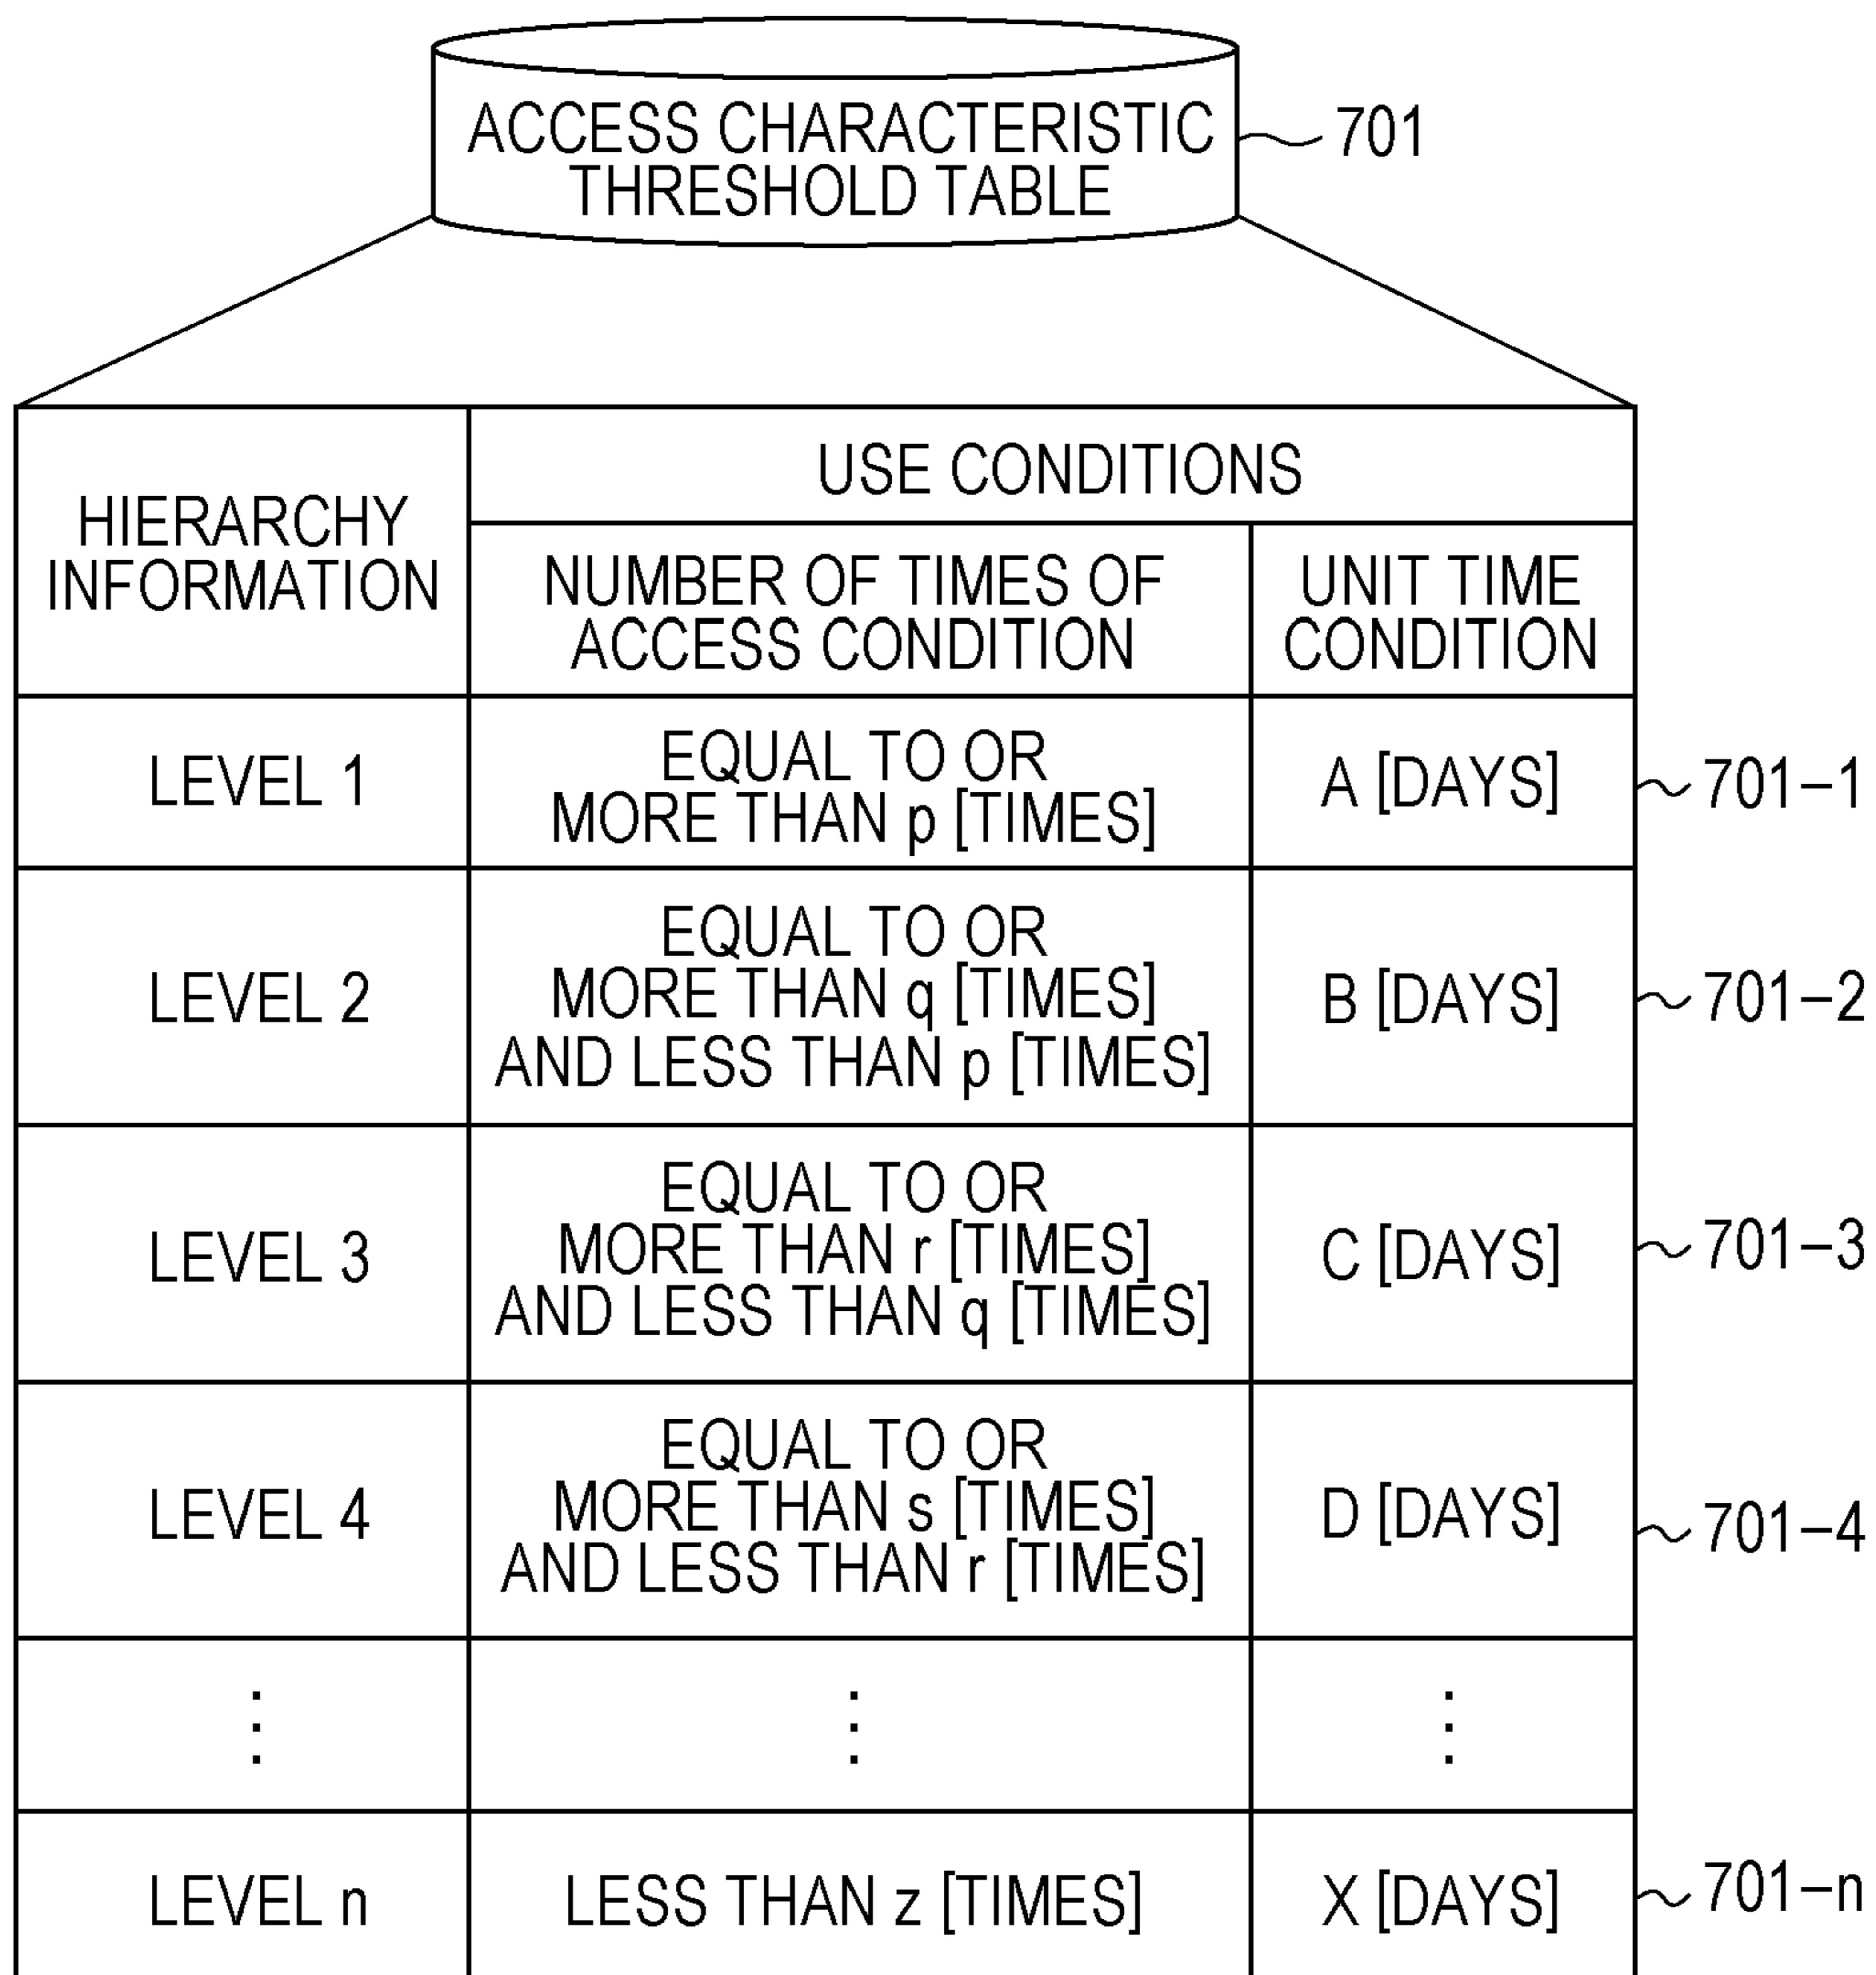 ACCESS CHARACTERISTIC
THRESHOLD TABLE
701
HIERARCHY
INFORMATION
USE CONDITIONS
NUMBER OF TIMES OF
ACCESS CONDITION
UNIT TIME
CONDITION
LEVEL 1
EQUAL TO OR
MORE THAN p [TIMES]
A [DAYS]
701-1
LEVEL 2
EQUAL TO OR
MORE THAN q [TIMES]
AND LESS THAN p [TIMES]
B [DAYS]
701-2
LEVEL 3
EQUAL TO OR
MORE THAN r [TIMES]
AND LESS THAN q [TIMES]
C [DAYS]
701-3
LEVEL 4
EQUAL TO OR
MORE THAN s [TIMES]
AND LESS THAN r [TIMES]
D [DAYS]
701-4
LEVEL n
LESS THAN z [TIMES]
X [DAYS]
701-n